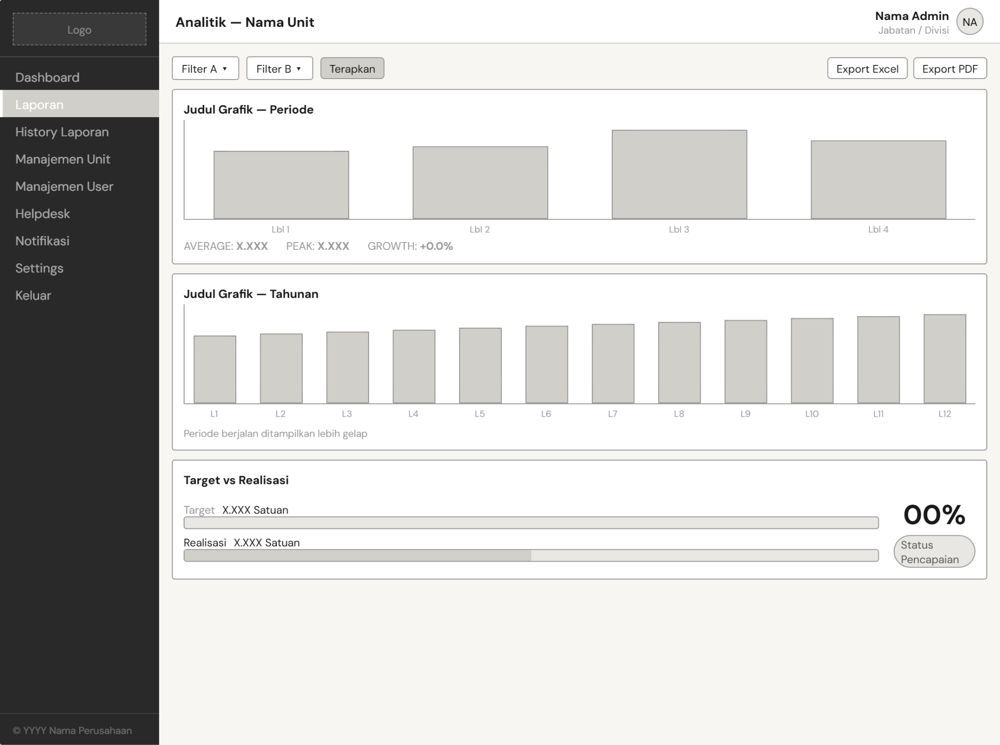 Logo
Dashboard
Laporan
History Laporan
Manajemen Unit
Manajemen User
Helpdesk
Notifikasi
Settings
Keluar
© YYYY Nama Perusahaan
Analitik — Nama Unit
Nama Admin
Jabatan / Divisi
NA
Filter A ▾
Filter B ▾
Terapkan
Export Excel
Export PDF
Judul Grafik — Periode
Lbl 1 Lbl 2 Lbl 3 Lbl 4
AVERAGE: X.XXX PEAK: X.XXX GROWTH: +0.0%
Judul Grafik — Tahunan
L1 L2 L3 L4 L5 L6 L7 L8 L9 L10 L11 L12
Periode berjalan ditampilkan lebih gelap
Target vs Realisasi
Target X.XXX Satuan
Realisasi X.XXX Satuan
00%
Status
Pencapaian